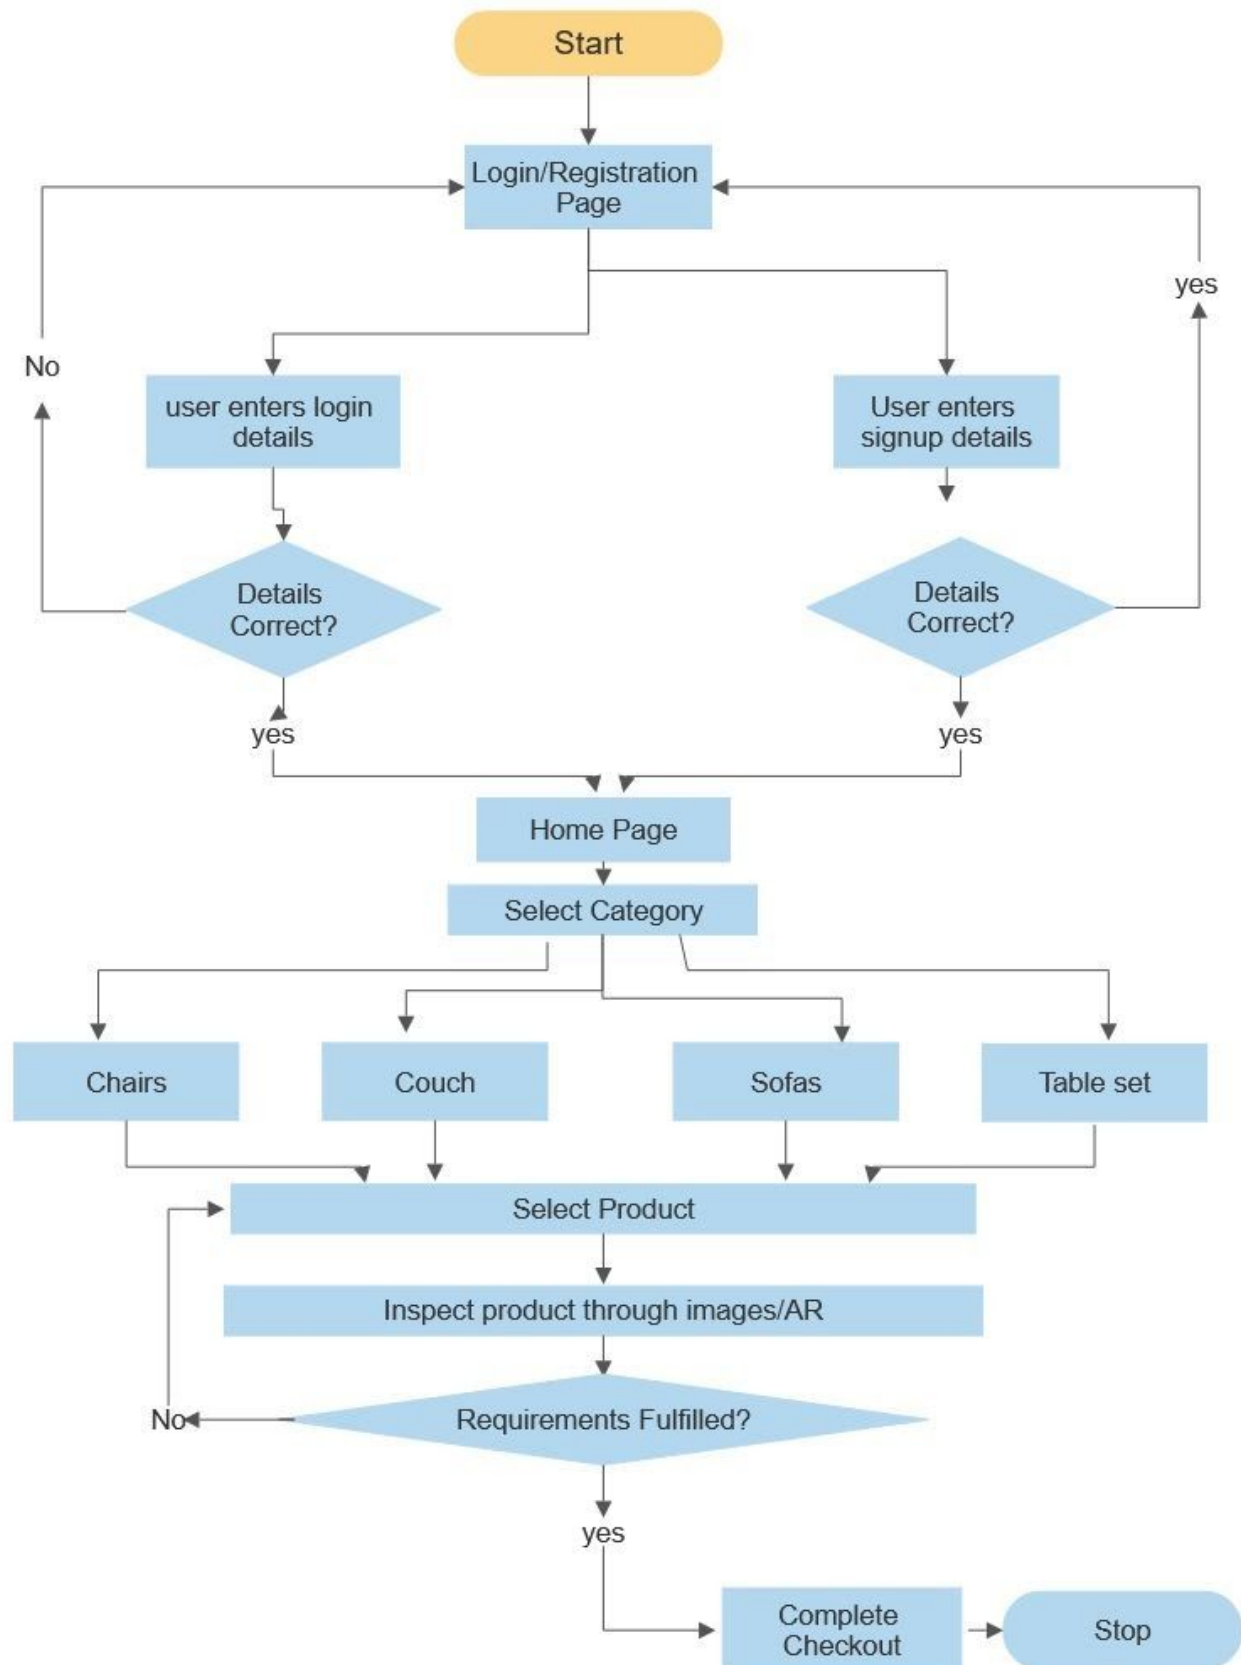 Start
Login/Registration
Page
yes
No
user enters login
details
User enters
signup details
Details
Correct?
Details
Correct?
yes
yes
Home Page
Select Category
Chairs
Couch
Sofas
Table set
Select Product
Inspect product through images/AR
No
Requirements Fulfilled?
yes
Complete
Checkout
Stop